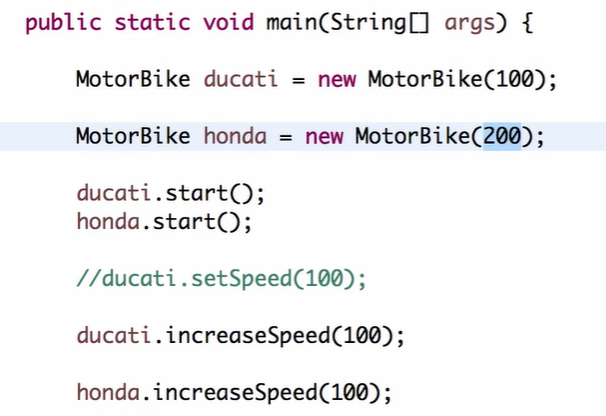 public static void main(String[] args) {
MotorBike ducati = new MotorBike(100);
MotorBike honda = new MotorBike(200);
ducati.start();
honda.start();
//ducati.setSpeed(100);
ducati.increaseSpeed(100);
honda.increaseSpeed(100);